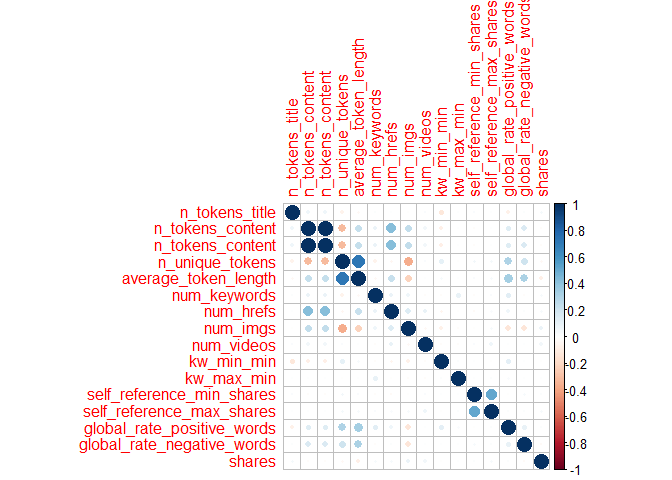 n_tokens_title
n_tokens_content
n_tokens_content
n_unique_tokens
average_token_length
num_keywords
num_hrefs
num_imgs
num_videos
kw_min_min
kw_max_min
self_reference_min_shares
self_reference_max_shares
global_rate_positive_words
global_rate_negative_words
shares
n_tokens_title
n_tokens_content
n_tokens_content
n_unique_tokens
average_token_length
num_keywords
num_hrefs
num_imgs
num_videos
kw_min_min
kw_max_min
self_reference_min_shares
self_reference_max_shares
global_rate_positive_words
global_rate_negative_words
shares
1
0.8
0.6
0.4
0.2
0
-0.2
-0.4
-0.6
-0.8
-1